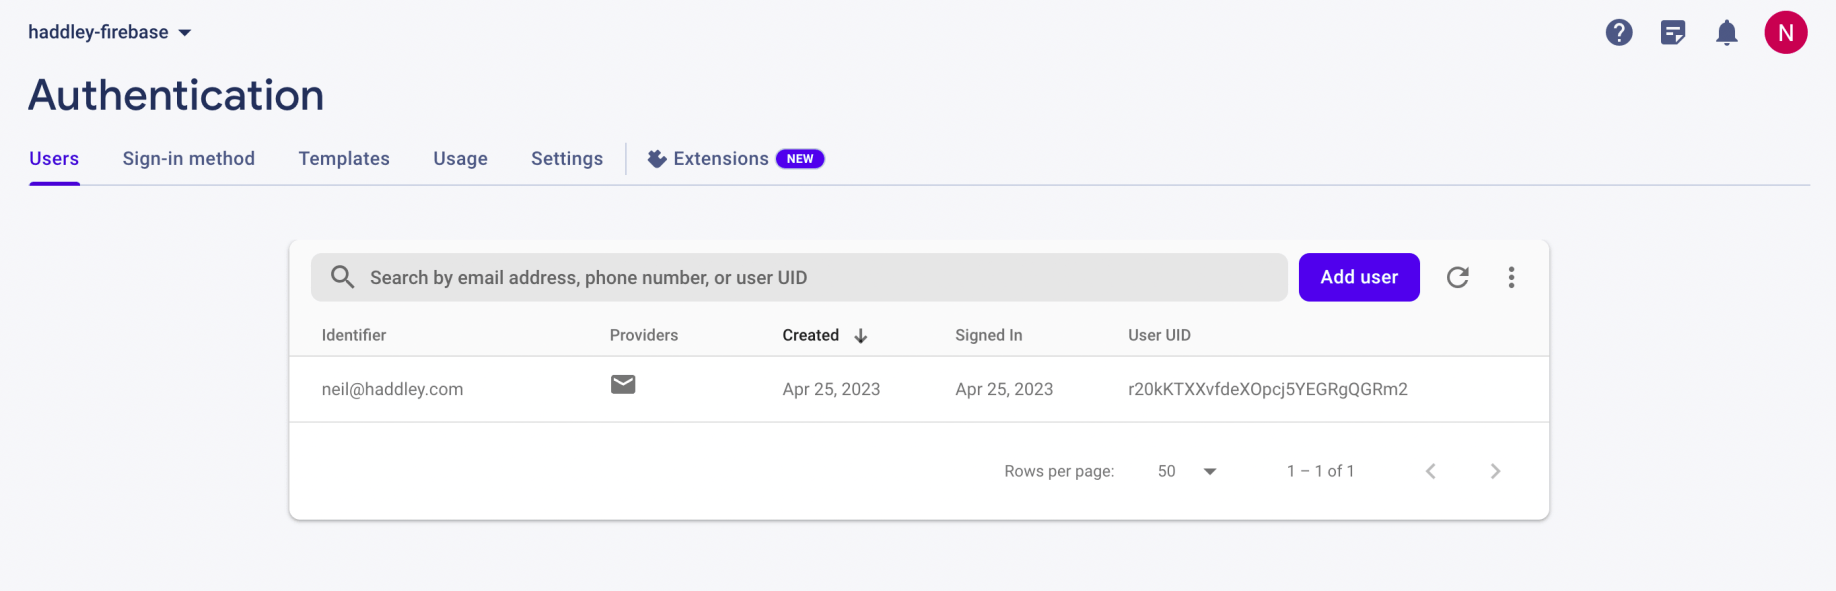 haddley-firebase
N
Authentication
Users Sign-in method Templates Usage Settings Extensions NEW
Search by email address, phone number, or user UID Add user
Identifier Providers Created Signed In User UID
neil@haddley.com Apr 25, 2023 Apr 25, 2023 r20kKTXXvfdeXOpcj5YEGRgQGRm2
Rows per page: 50 1 – 1 of 1